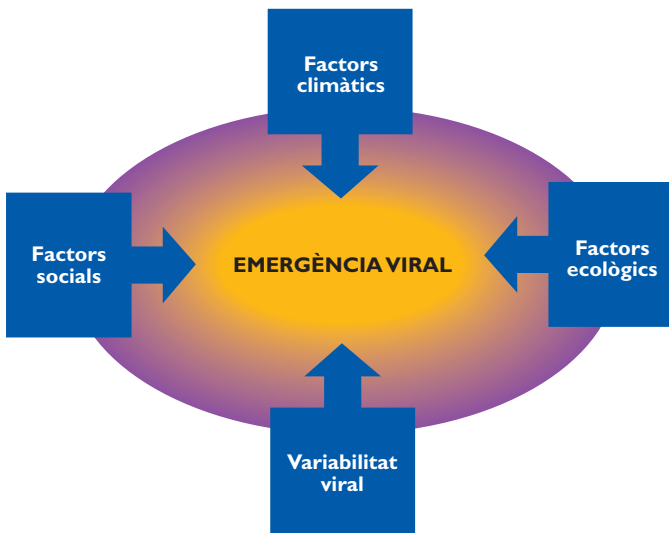 Factors
climàtics
Factors
socials
EMERGÈNCIA VIRAL
Factors
ecològics
Variabilitat
viral